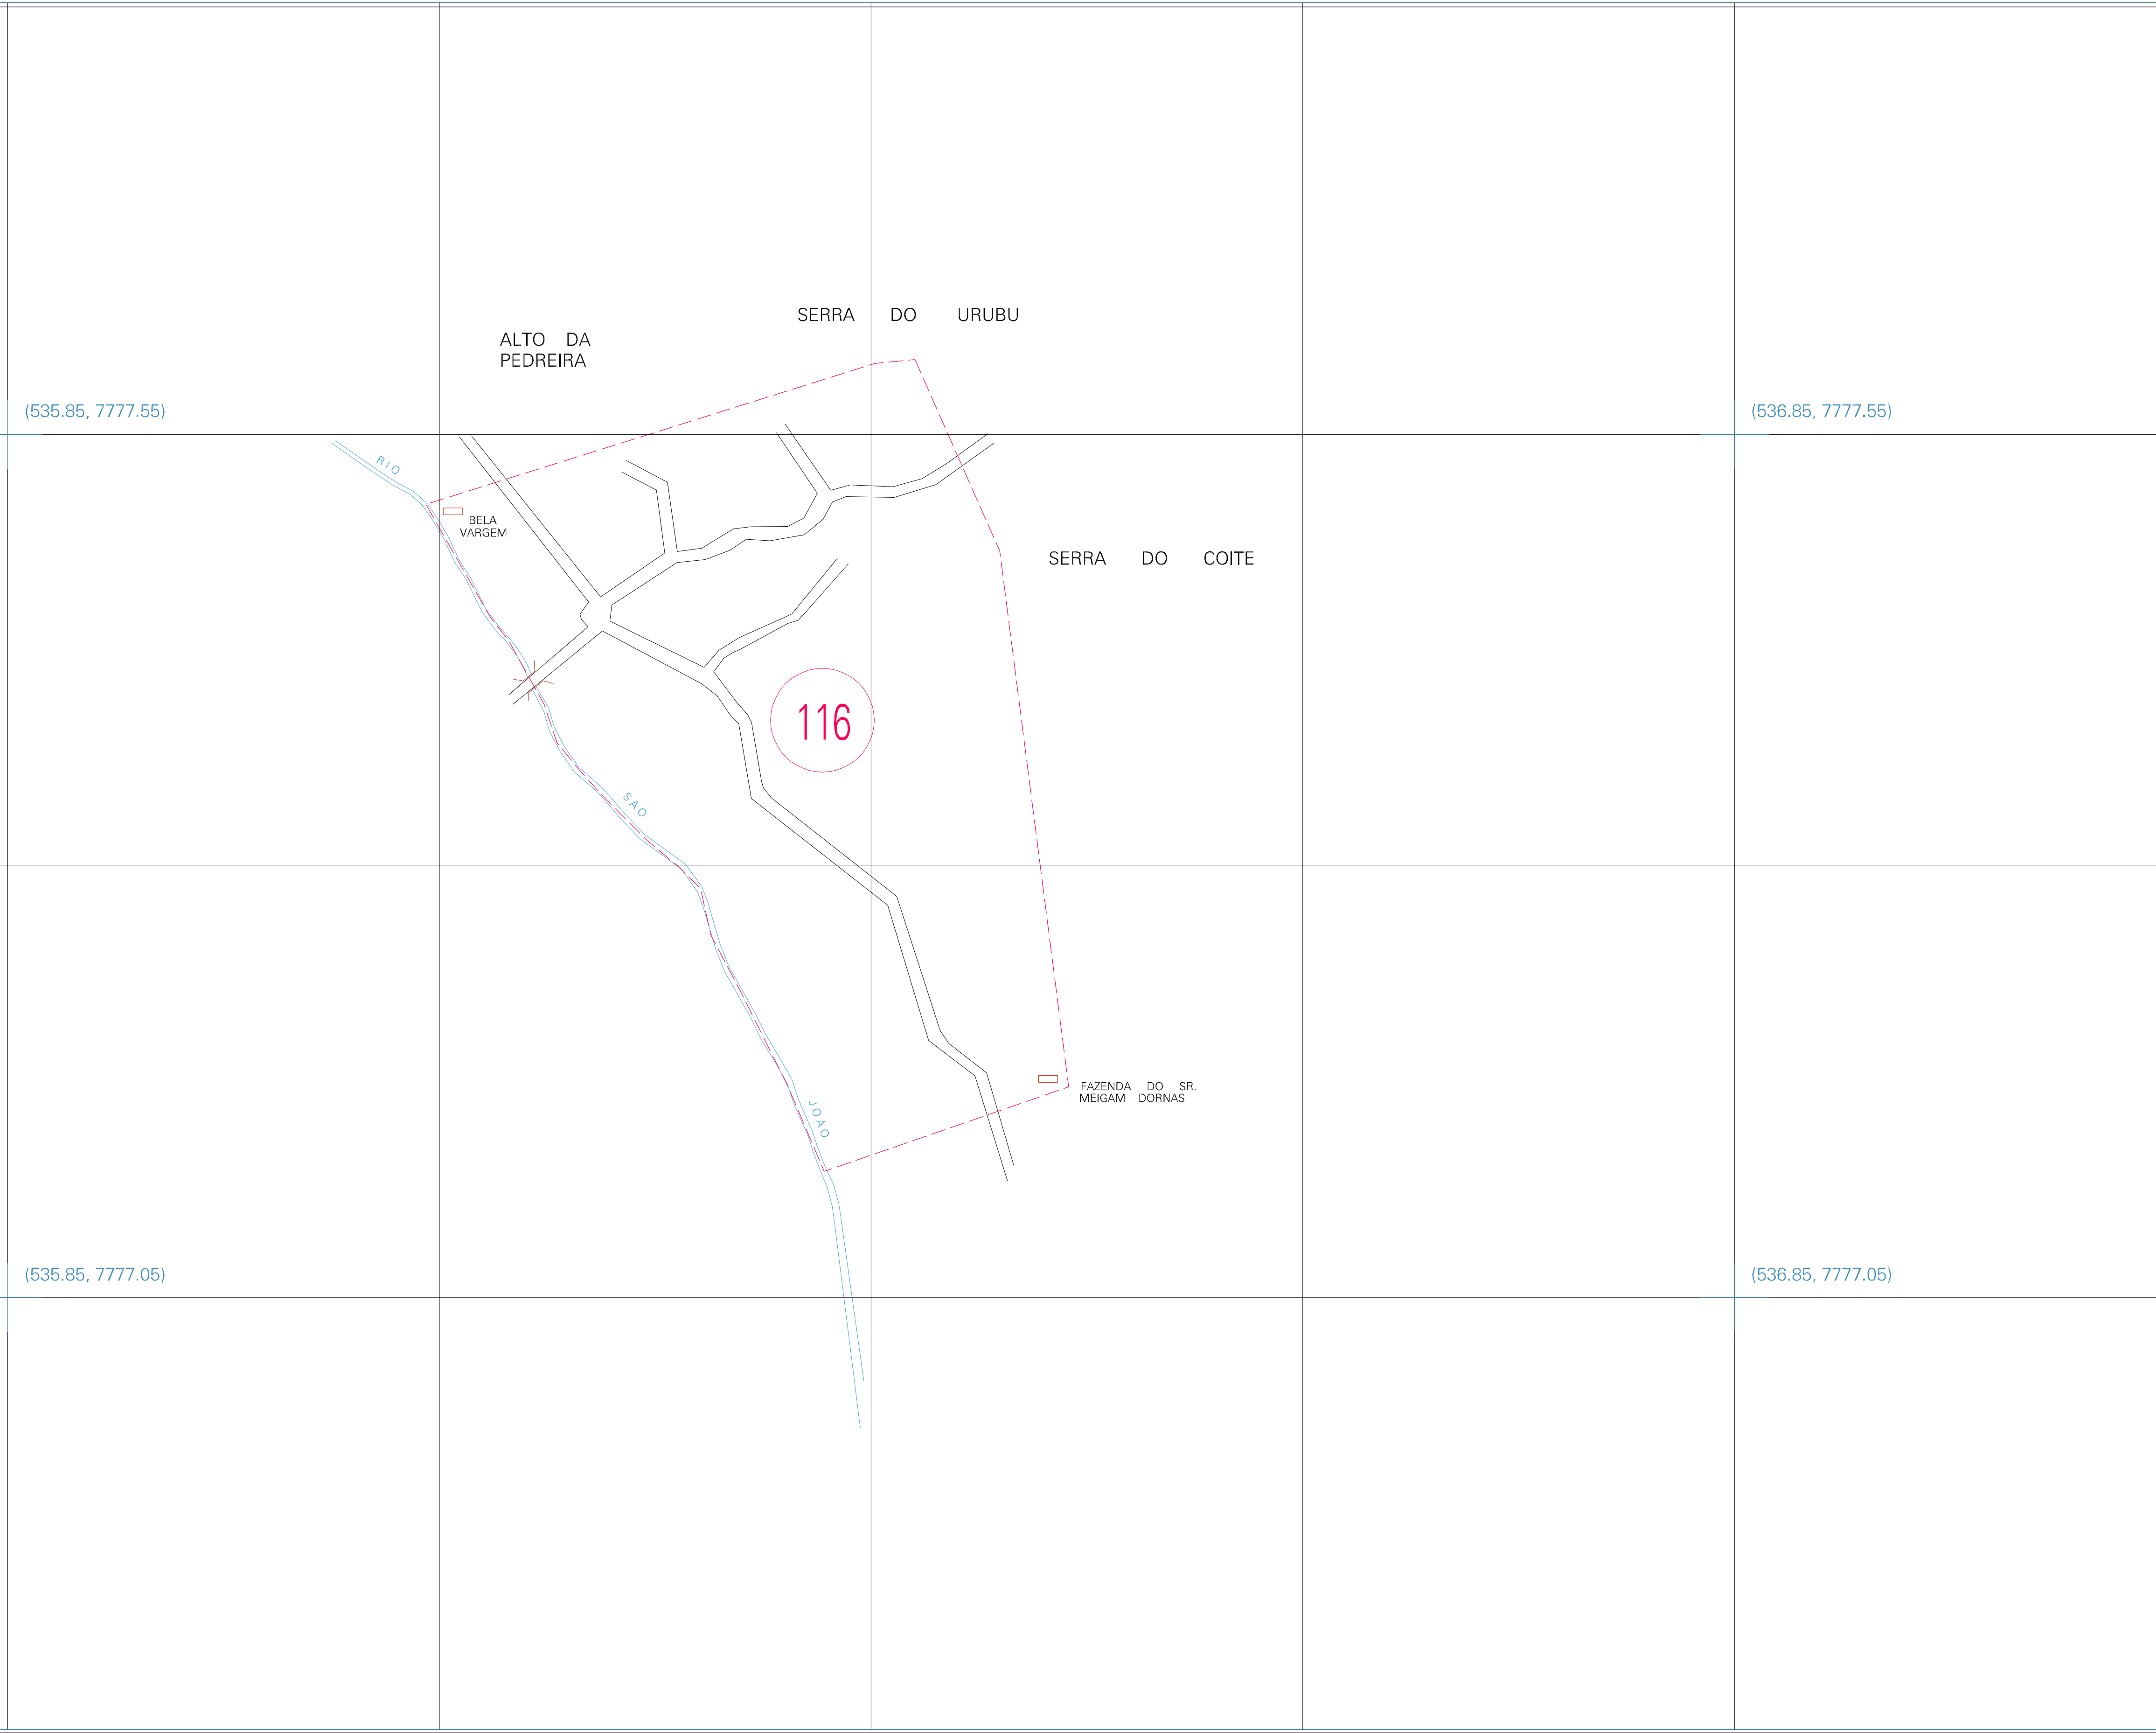 SERRA DO URUBU
ALTO DA
PEDREIRA
(535.85, 7777.55)
(536.85, 7777.55)
RIO
BELA
VARGEM
SERRA DO COITE
116
SAO
FAZENDA DO SR.
MEIGAM DORNAS
JOAO
(535.85, 7777.05)
(536.85, 7777.05)